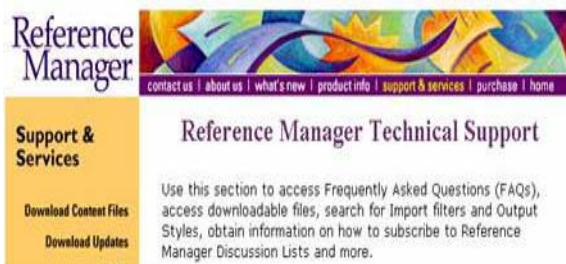 Reference
Manager
contact us | about us | what's new | product info | support & services | purchase | home
Support &
Services
Download Content Files
Download Updates
Reference Manager Technical Support
Use this section to access Frequently Asked Questions (FAQs),
access downloadable files, search for Import filters and Output
Styles, obtain information on how to subscribe to Reference
Manager Discussion Lists and more.